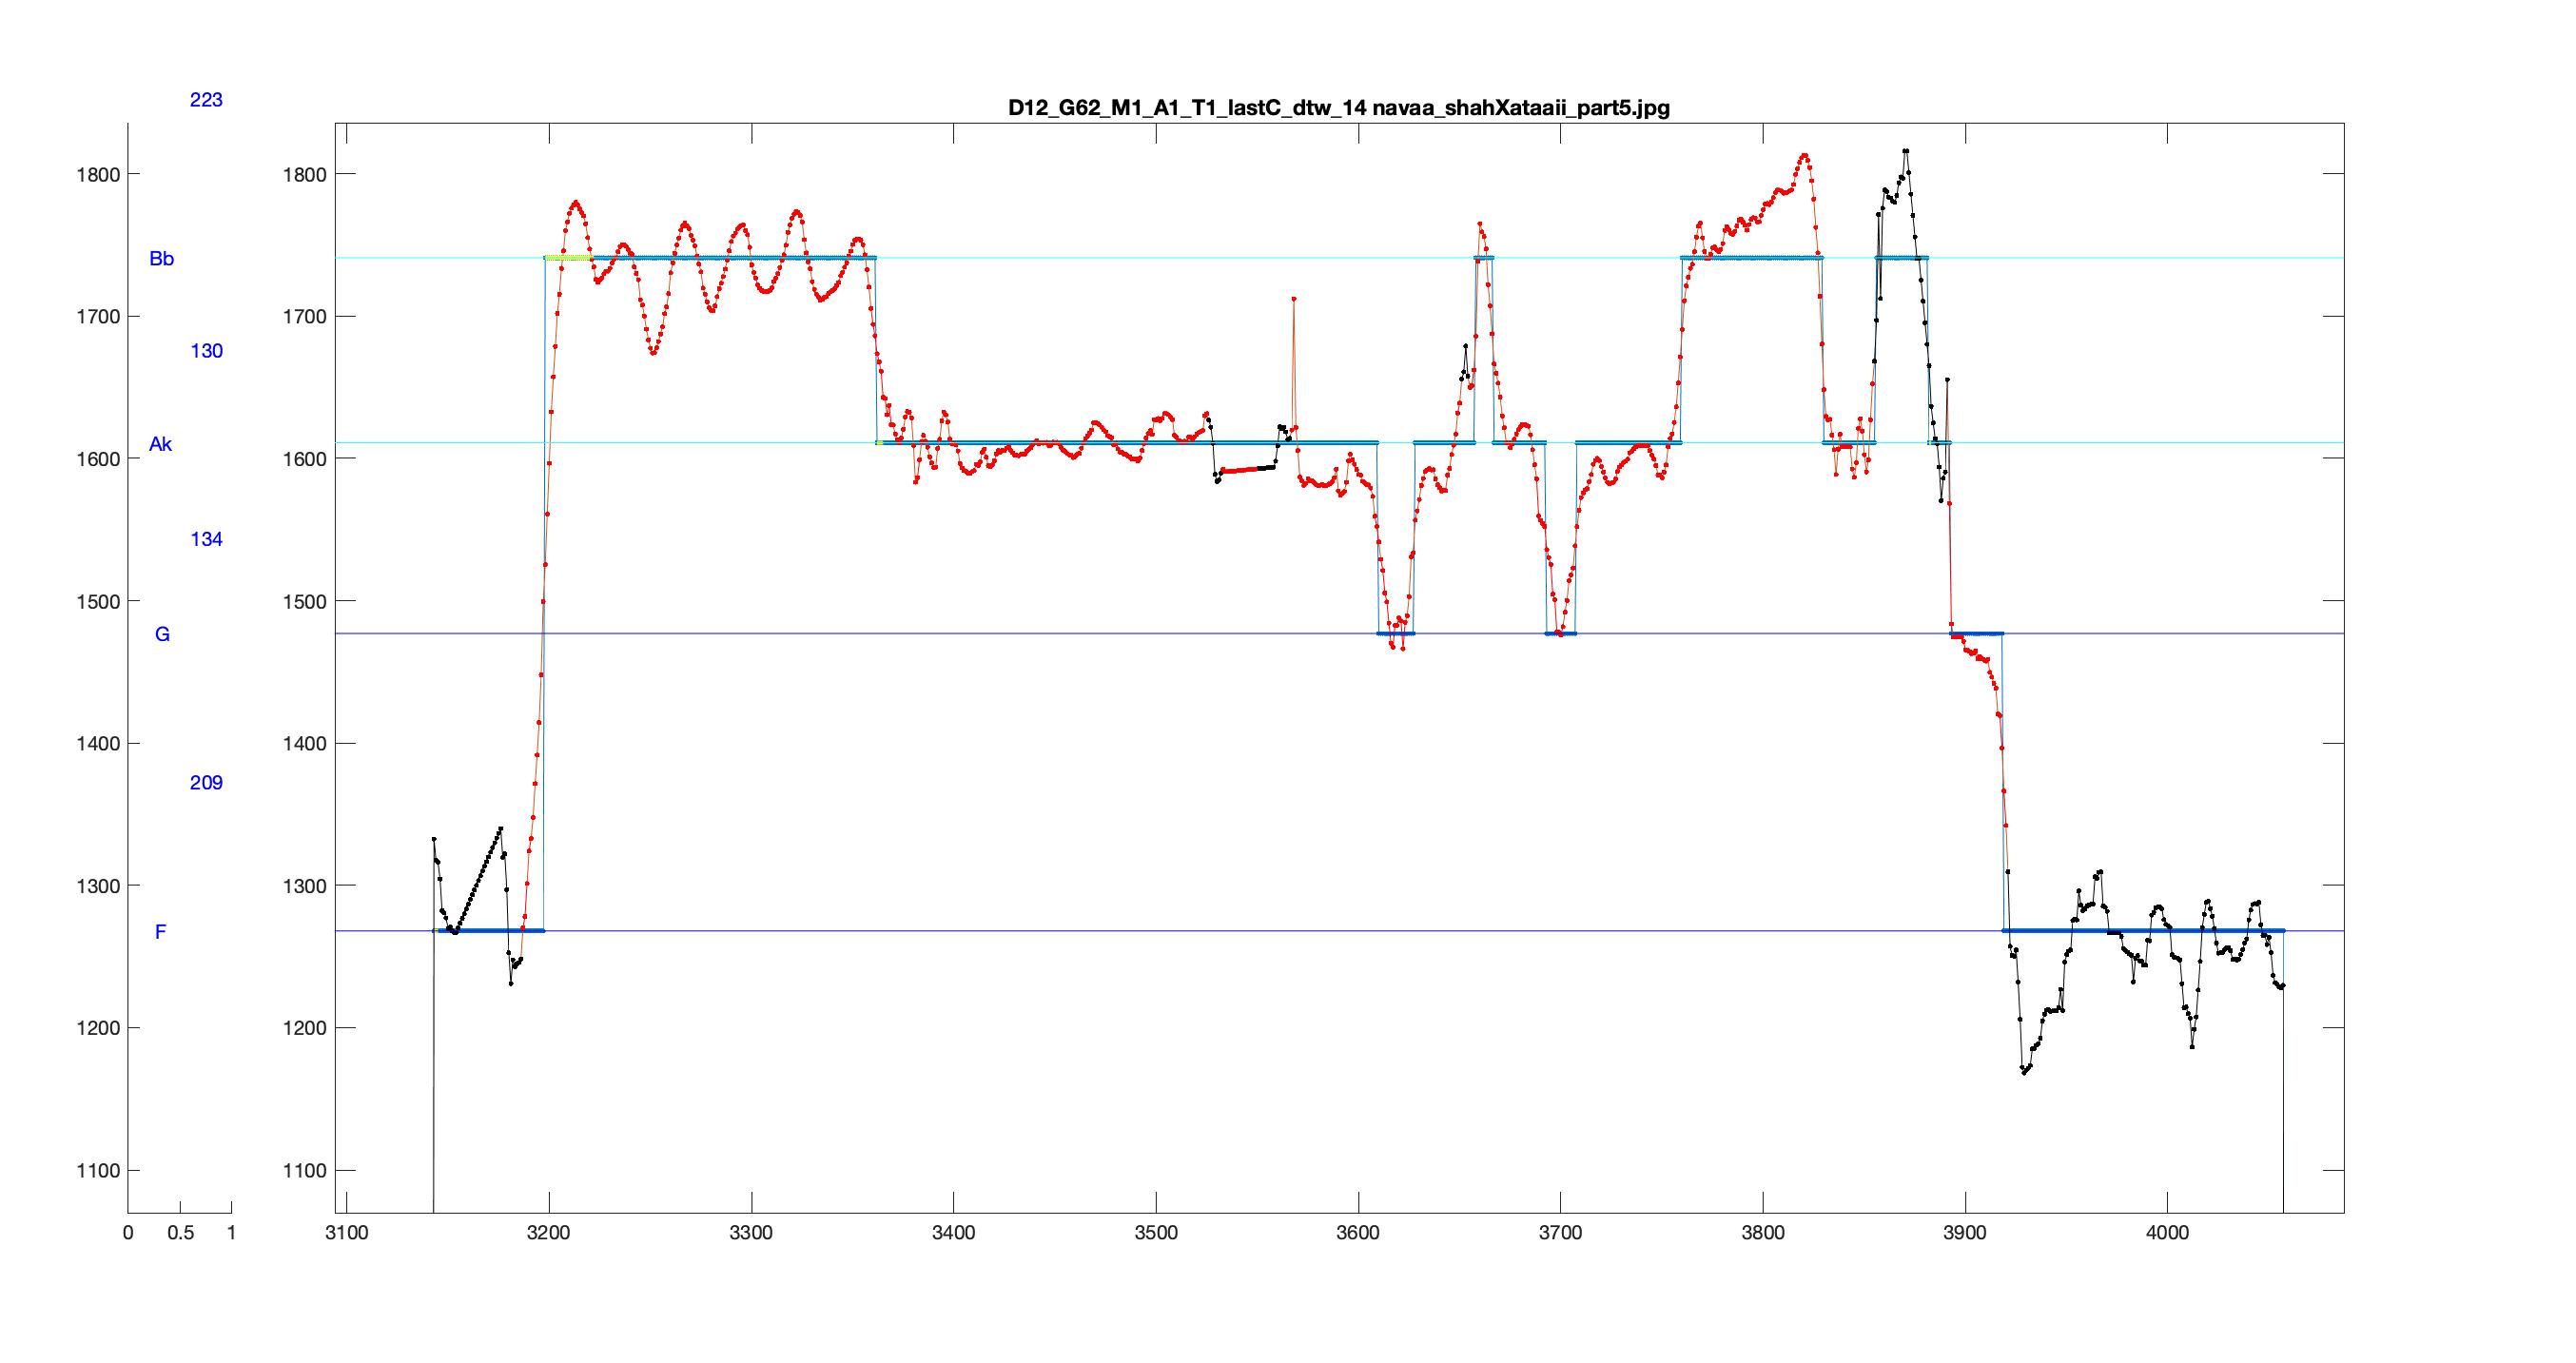 223
D12_G62_M1_A1_T1_lastC_dtw_14 navaa_shahXataaii_part5.jpg
1800 1800
Bb
1700 1700
130
Ak
1600 1600
134
1500 1500
G
1400 1400
209
1300 1300
F
1200 1200
1100 1100
0 0.5 1 3100 3200 3300 3400 3500 3600 3700 3800 3900 4000